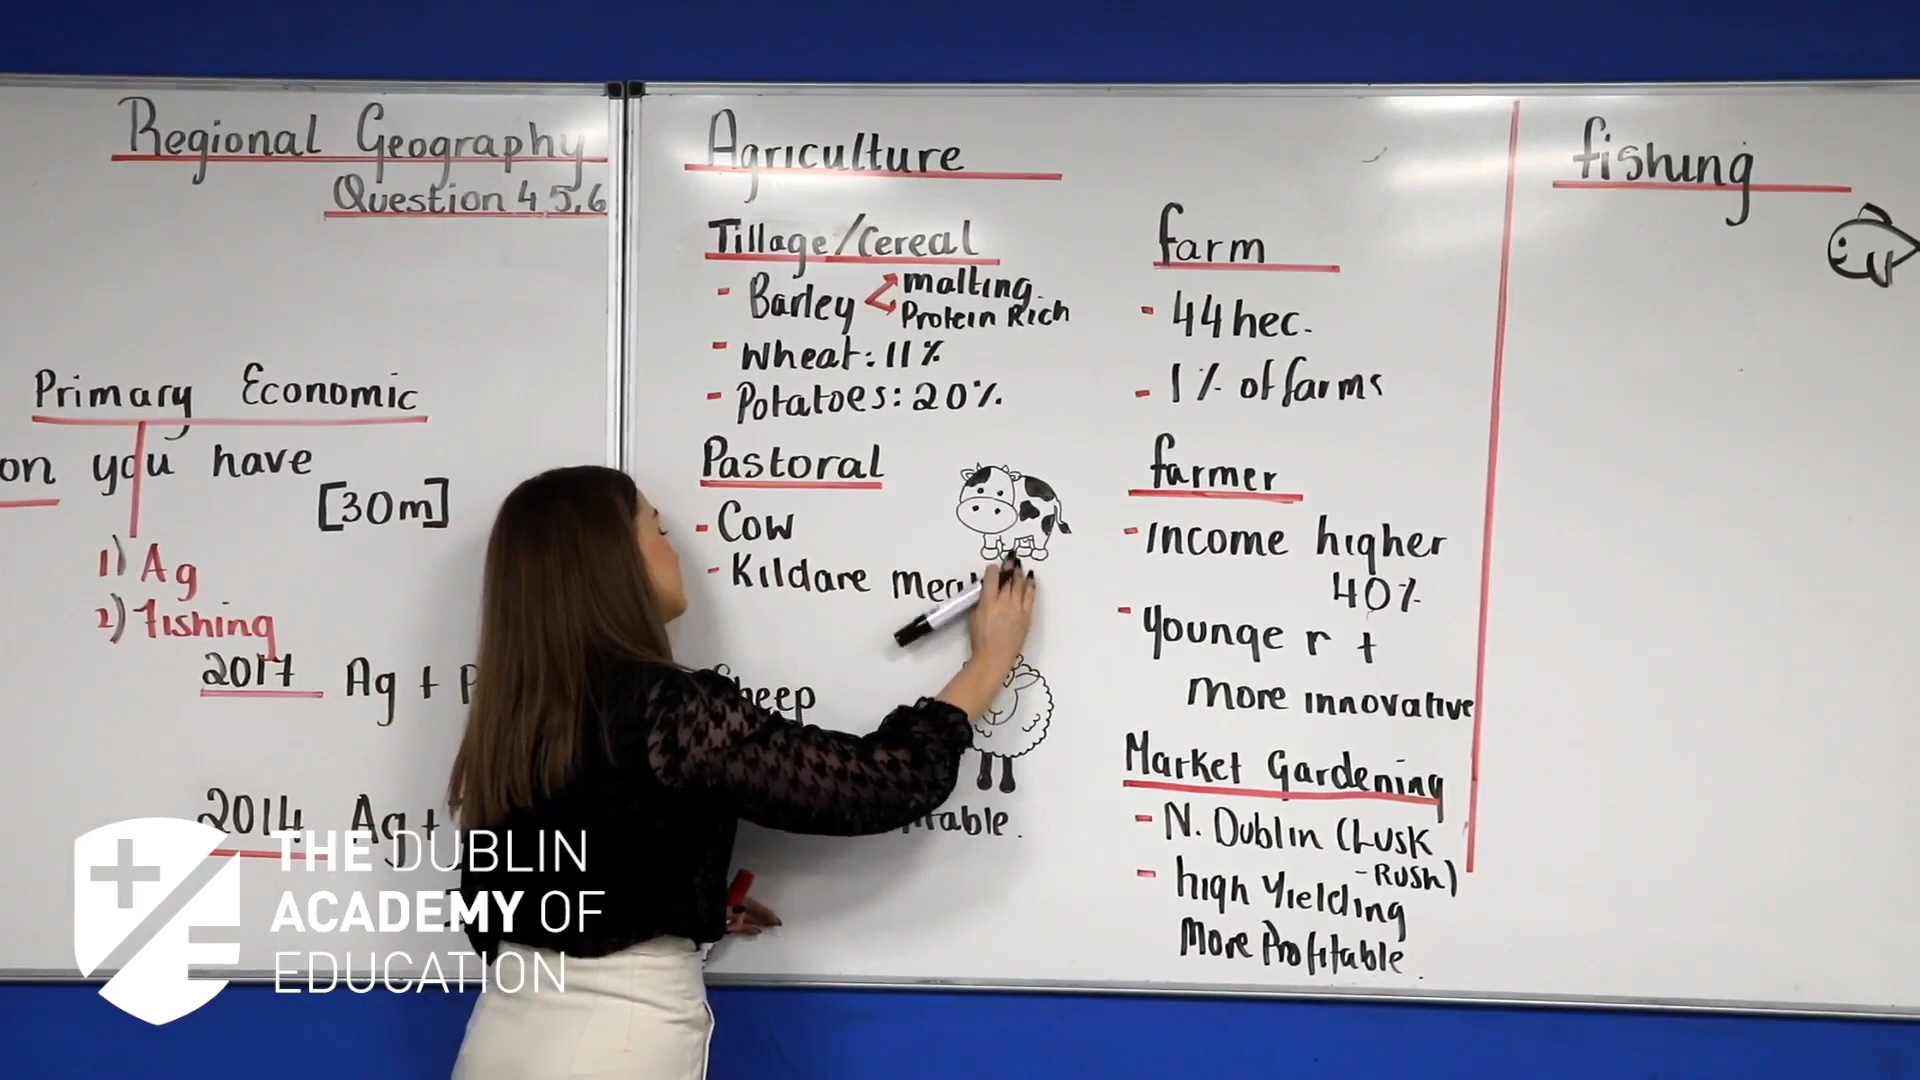 Regional Geography
Question 4 5,6
Primary Economic
on you have
[30m]
1) Ag
2) fishing
2017 Ag +
2014 Ag +
Agriculture
Tillage/Cereal
- Barley malting
Protein Rich
- Wheat: 11%
- Potatoes: 20%
Pastoral
- Cow
- Kildare
farm
- 44 hec.
- 1% of farms
farmer
- Income higher
40%
- Younger +
more innovative
Market Gardening
- N. Dublin (Lusk
- Rush)
- high Yielding
More Profitable.
fishing
THE DUBLIN
ACADEMY OF
EDUCATION